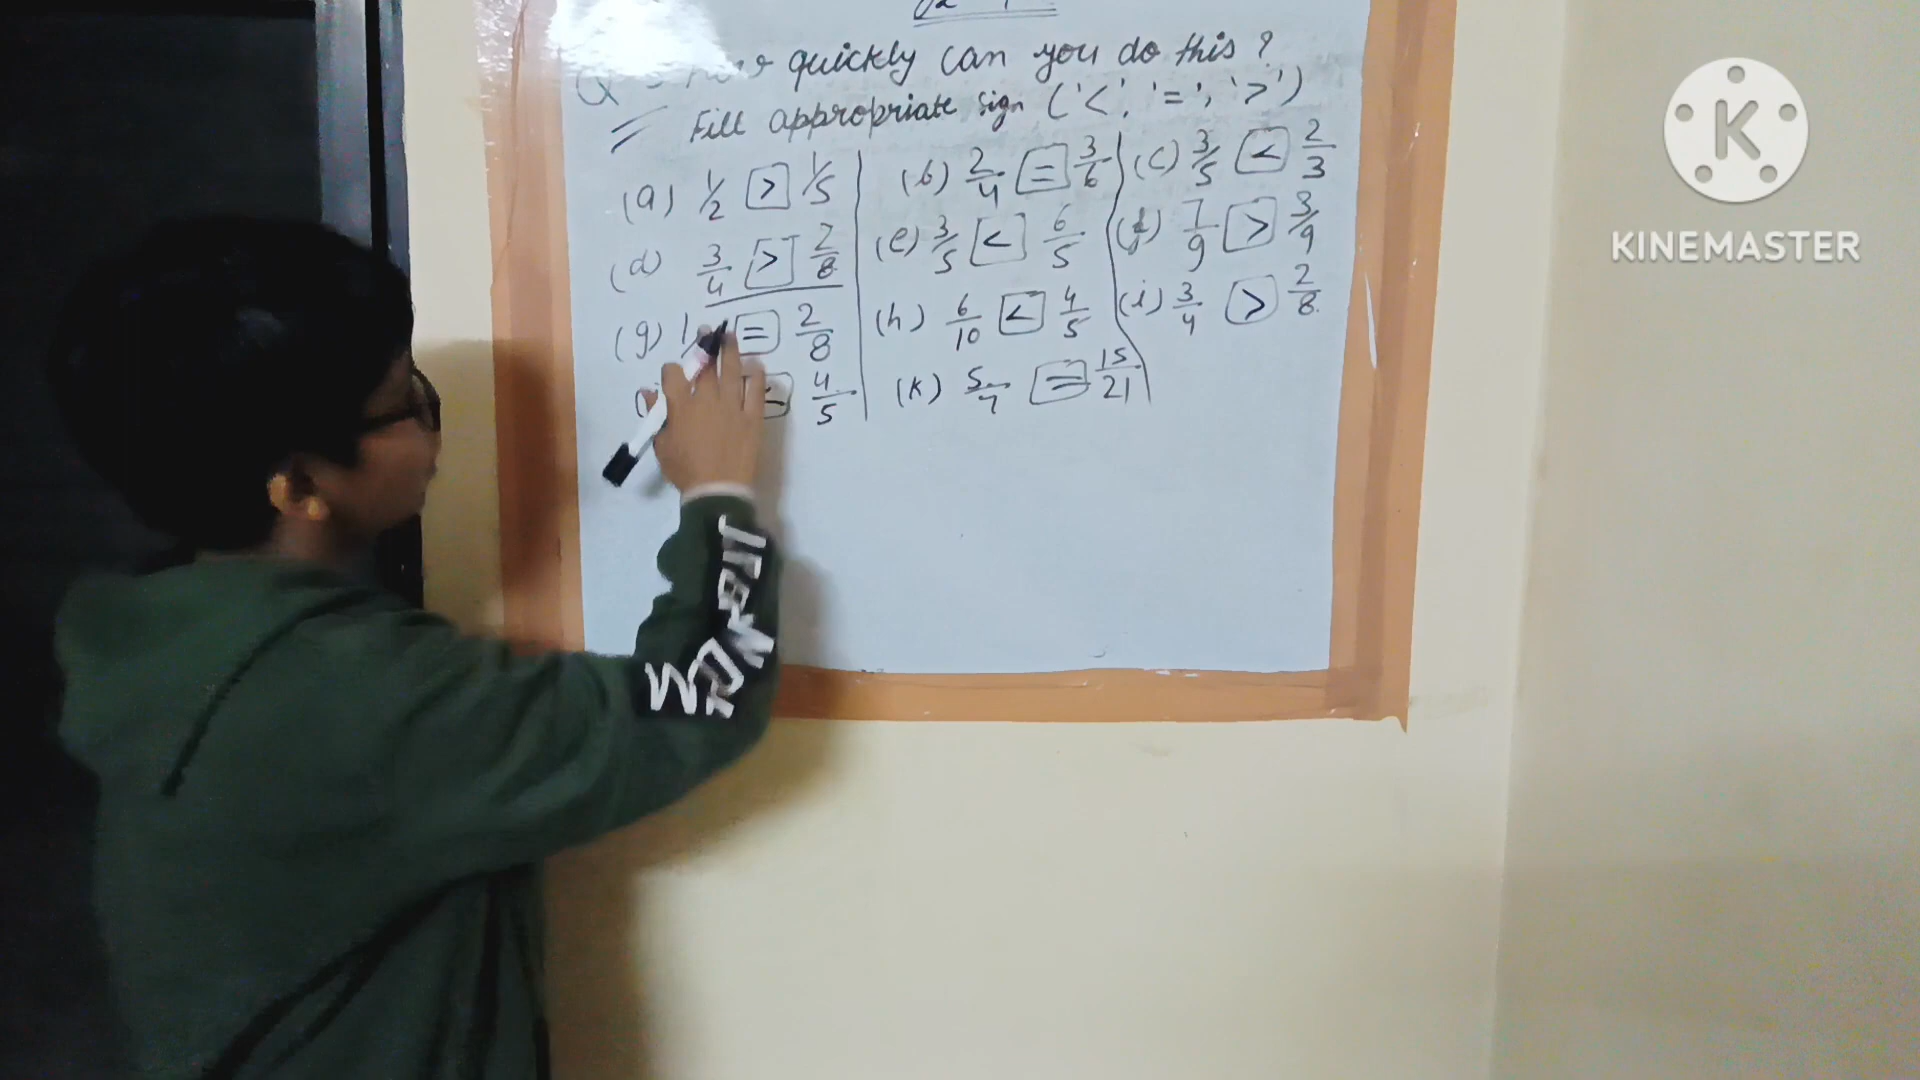 quickly can you do this ?
Fill appropriate sign ('<', '=', '>')
(a) 1/2 > 1/5 (b) 2/4 = 3/6 (c) 3/5 < 2/3
(d) 3/4 > 2/8 (e) 3/5 < 6/5 (f) 7/9 > 3/9
(g) = 2/8 (h) 6/10 < 4/5 (i) 3/4 > 2/8
4/5 (k) 5/7 = 15/21
K
KINEMASTER